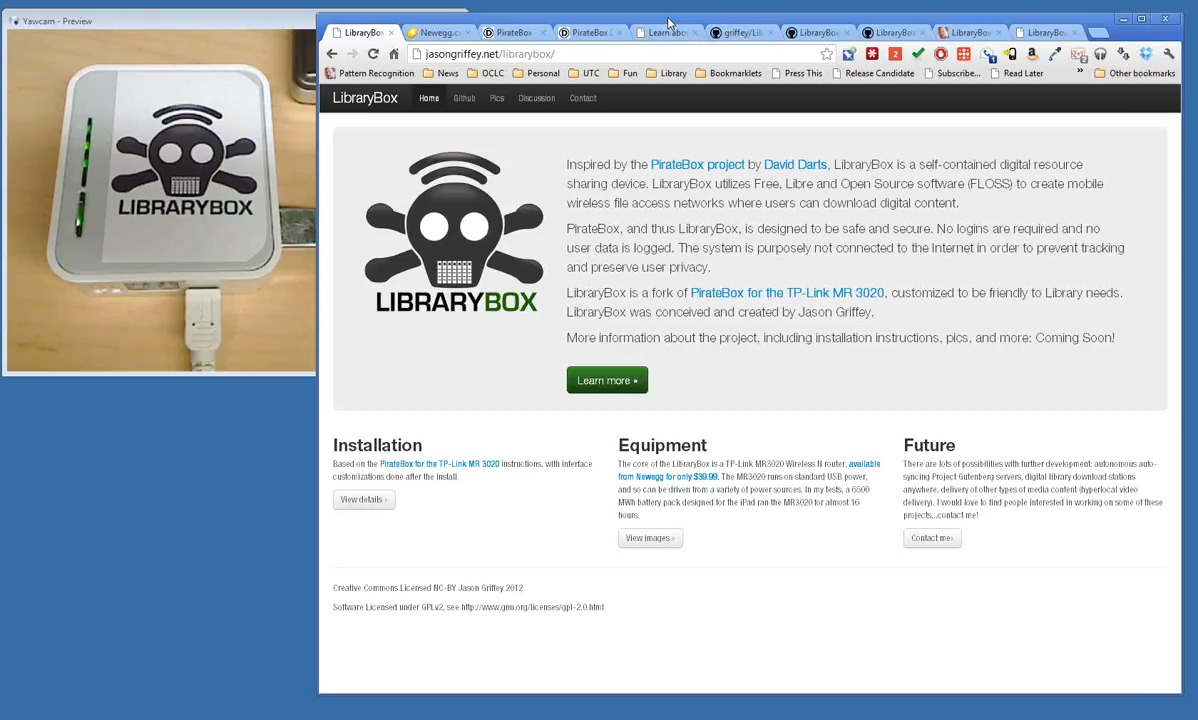 Yawcam - Preview
LIBRARYBOX
LibraryBox
Newegg.c
PirateBox
PirateBox
Learn abou
griffey/Lib
LibraryBox
LibraryBox
LibraryBox
LibraryBox
jasongriffey.net/librarybox/
Pattern Recognition News OCLC Personal UTC Fun Library Bookmarklets Press This Release Candidate Subscribe... Read Later » Other bookmarks
LibraryBox Home Github Pics Discussion Contact
LIBRARYBOX
Inspired by the PirateBox project by David Darts, LibraryBox is a self-contained digital resource
sharing device. LibraryBox utilizes Free, Libre and Open Source software (FLOSS) to create mobile
wireless file access networks where users can download digital content.
PirateBox, and thus LibraryBox, is designed to be safe and secure. No logins are required and no
user data is logged. The system is purposely not connected to the Internet in order to prevent tracking
and preserve user privacy.
LibraryBox is a fork of PirateBox for the TP-Link MR 3020, customized to be friendly to Library needs.
LibraryBox was conceived and created by Jason Griffey.
More information about the project, including installation instructions, pics, and more: Coming Soon!
Learn more »
Installation
Based on the PirateBox for the TP-Link MR 3020 instructions, with interface
customizations done after the install.
View details ›
Equipment
The core of the LibraryBox is a TP-Link MR3020 Wireless N router, available
from Newegg for only $39.99. The MR3020 runs on standard USB power,
and so can be driven from a variety of power sources. In my tests, a 6500
MWh battery pack designed for the iPad ran the MR3020 for almost 16
hours.
View images ›
Future
There are lots of possibilities with further development: autonomous auto-
syncing Project Gutenberg servers, digital library download stations
anywhere, delivery of other types of media content (hyperlocal video
delivery). I would love to find people interested in working on some of these
projects...contact me!
Contact me›
Creative Commons Licensed NC-BY Jason Griffey 2012
Software Licensed under GPLv2, see http://www.gnu.org/licenses/gpl-2.0.html